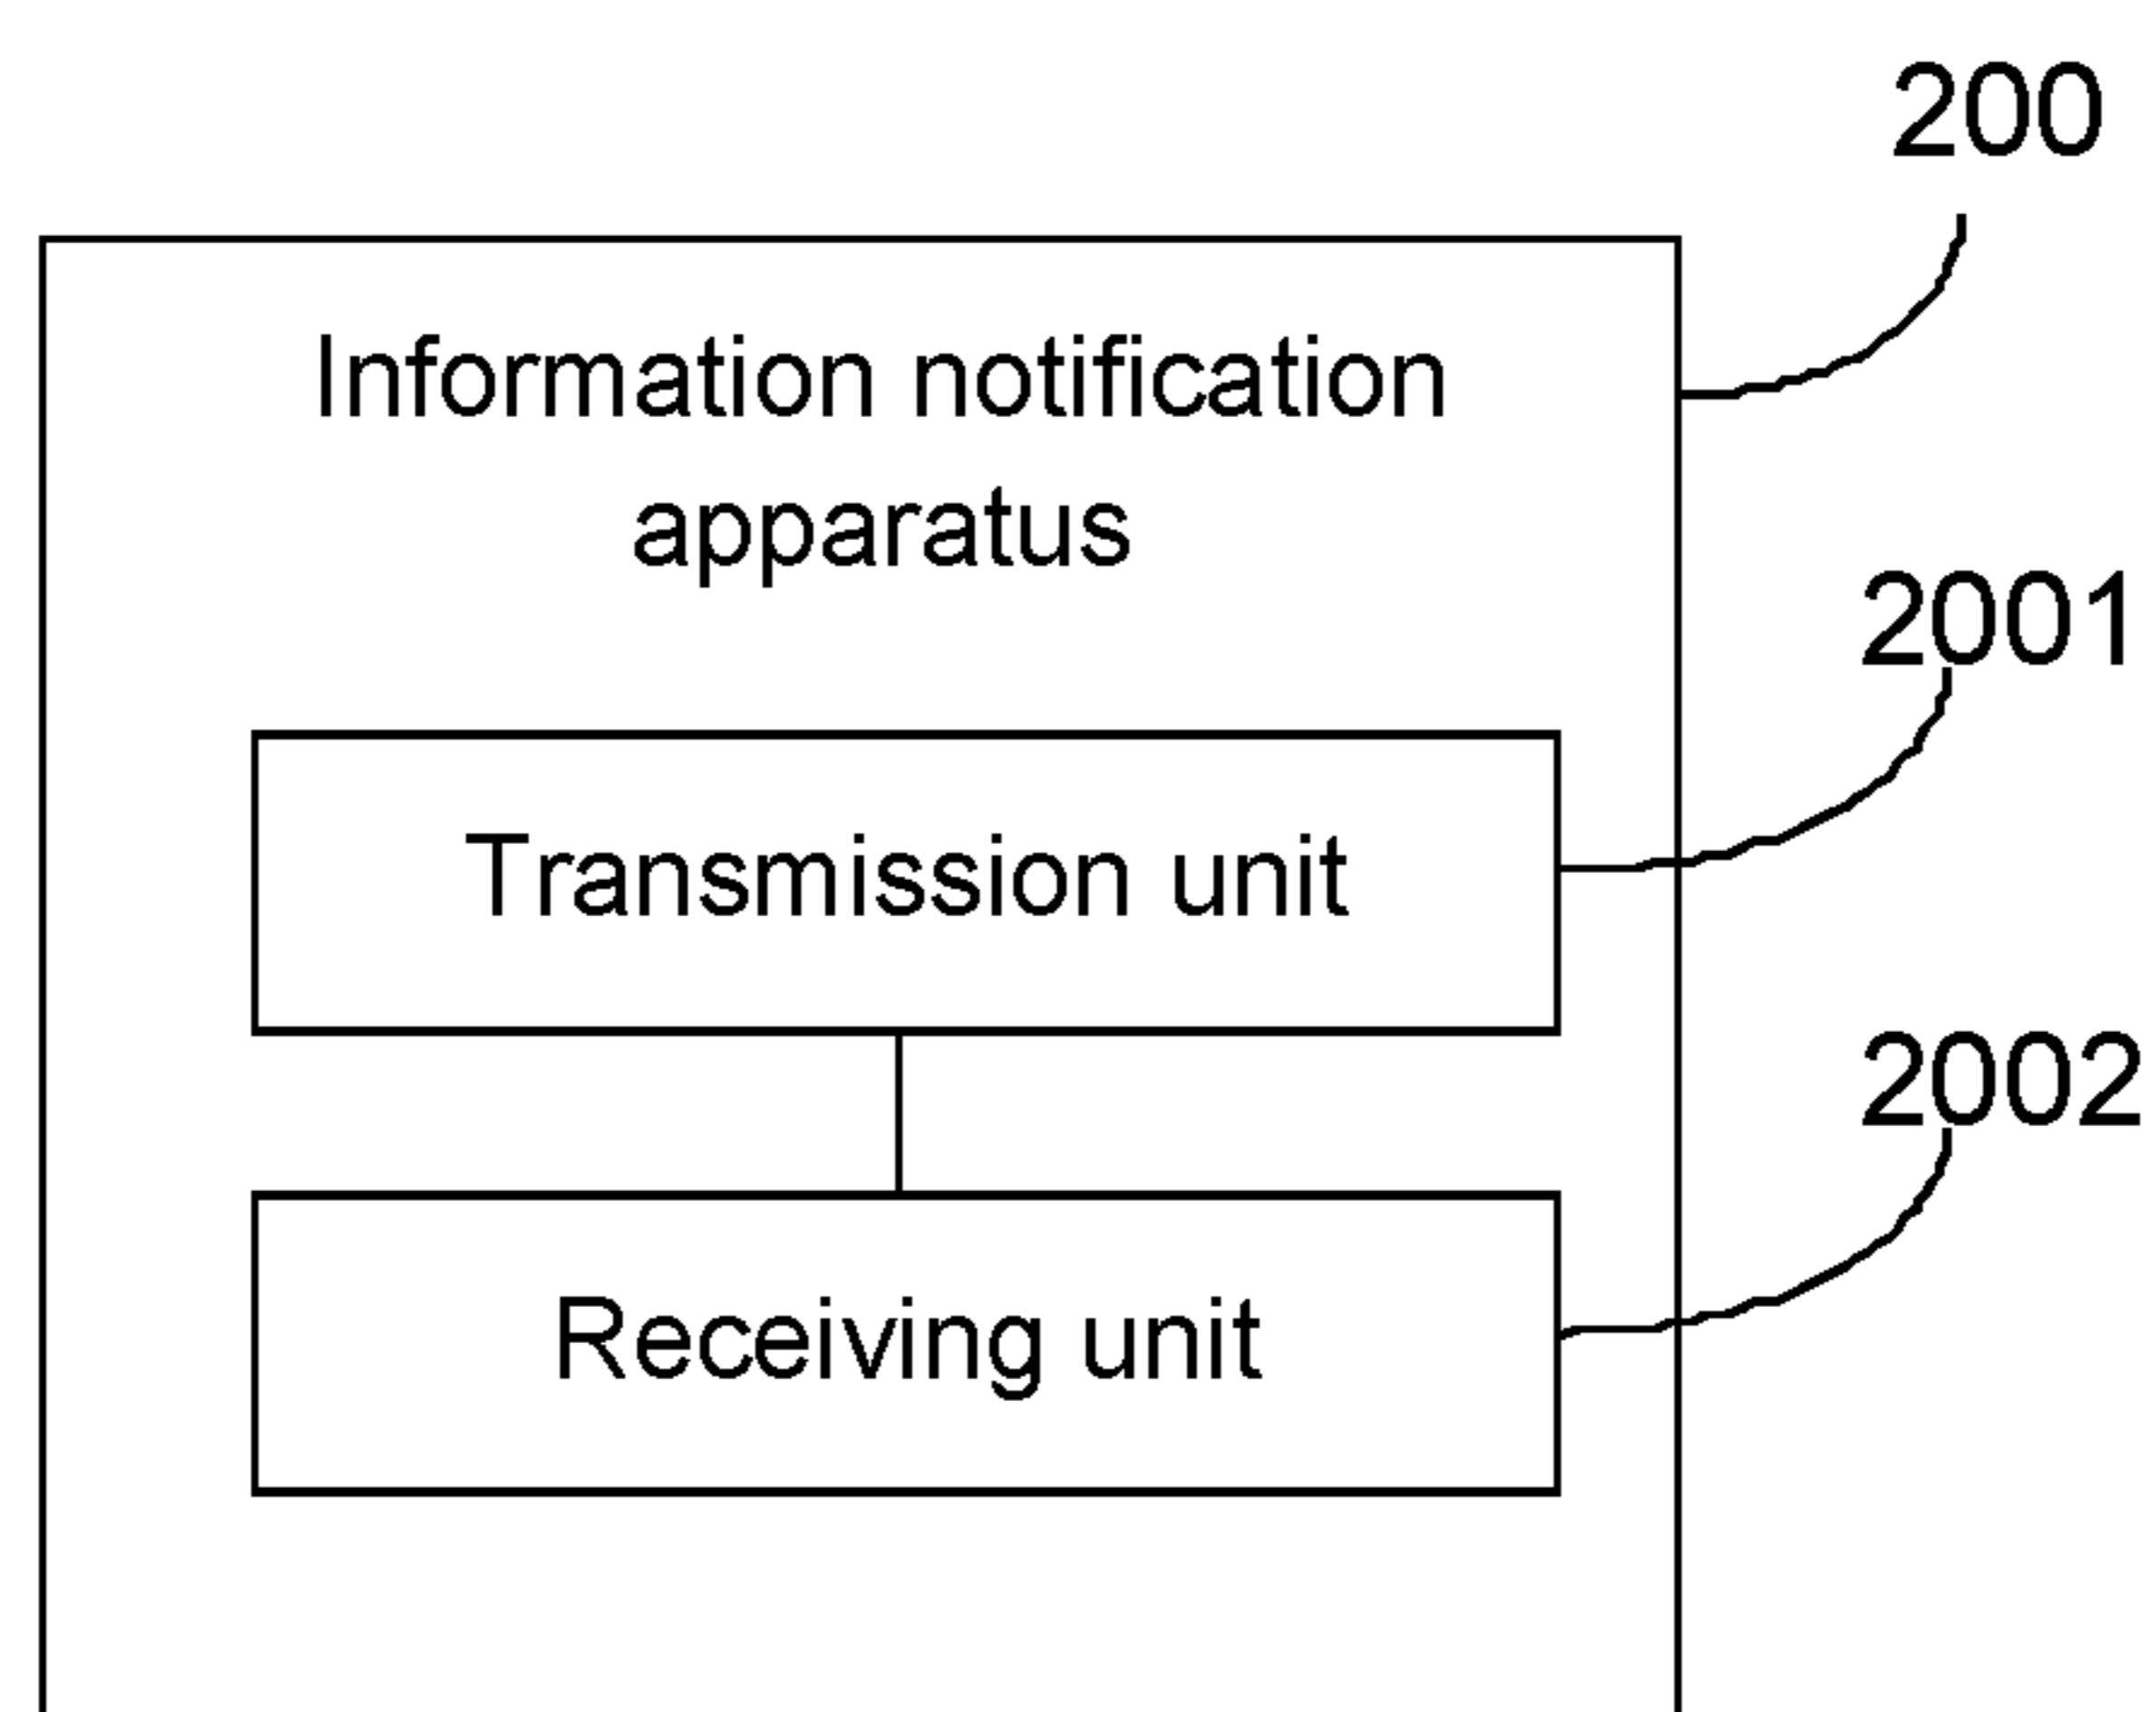 200
Information notification
apparatus
2001
Transmission unit
2002
Receiving unit